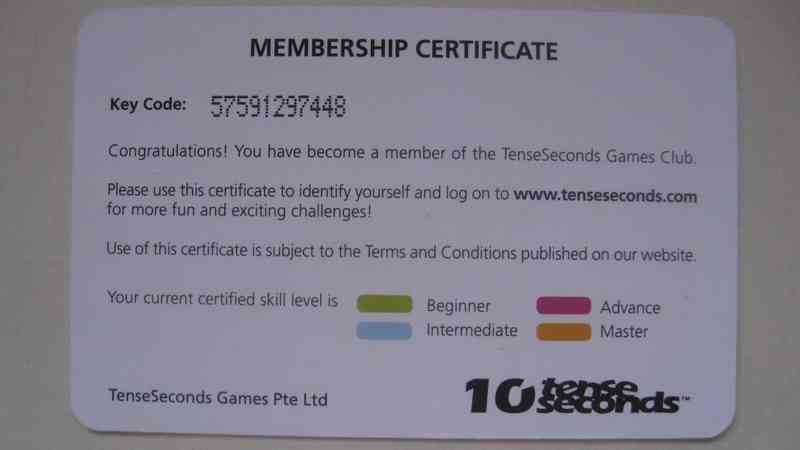 MEMBERSHIP CERTIFICATE
Key Code: 57591297448
Congratulations! You have become a member of the TenseSeconds Games Club.
Please use this certificate to identify yourself and log on to www.tenseseconds.com
for more fun and exciting challenges!
Use of this certificate is subject to the Terms and Conditions published on our website.
Your current certified skill level is
Beginner
Advance
Intermediate
Master
TenseSeconds Games Pte Ltd
10 tense
seconds™